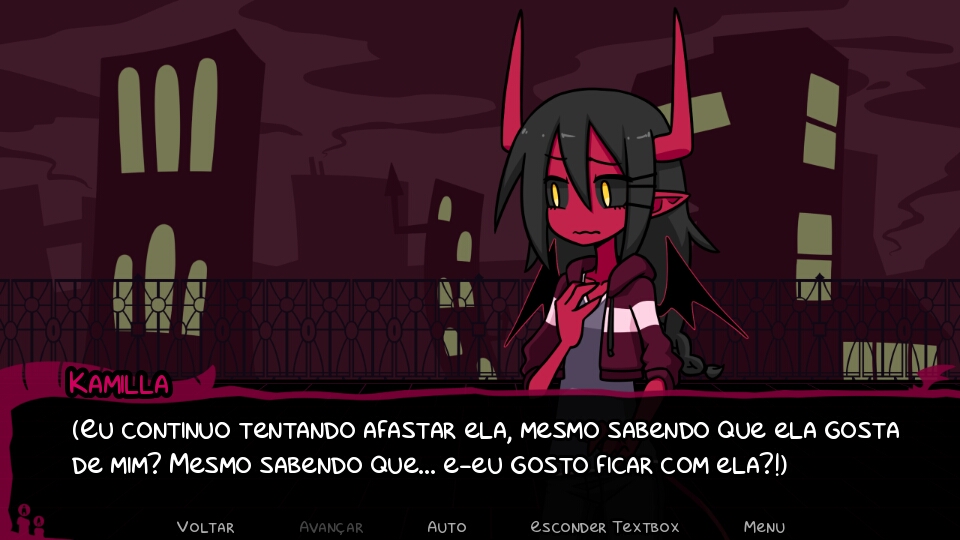 Kamilla
(Eu continuo tentando afastar ela, mesmo sabendo que ela gosta
de mim? Mesmo sabendo que... e-eu gosto ficar com ela?!)
Voltar Avançar Auto Esconder Textbox Menu